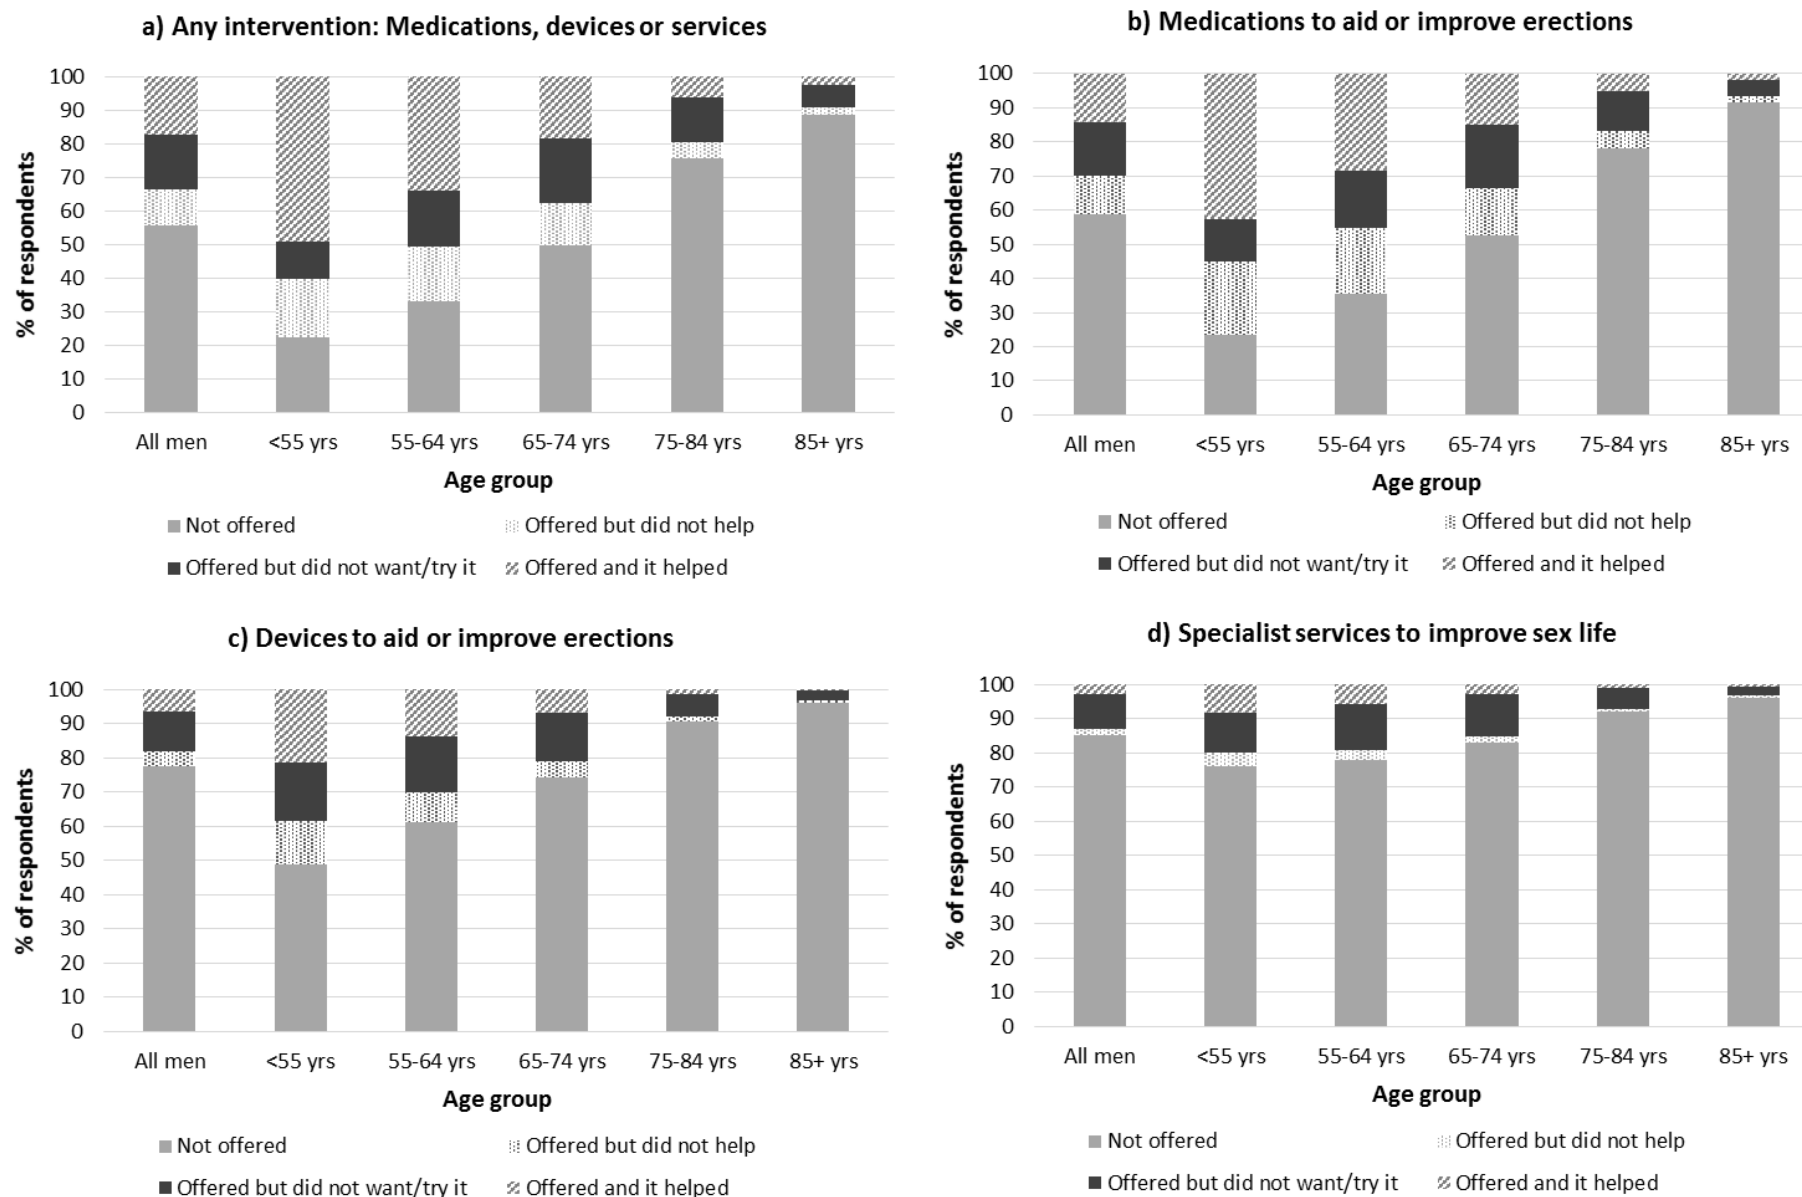 a) Any intervention: Medications, devices or services
100
90
80
70
60
50
40
30
20
10
0
% of respondents
All men <55 yrs 55-64 yrs 65-74 yrs 75-84 yrs 85+ yrs
Age group
Not offered Offered but did not help
Offered but did not want/try it Offered and it helped
b) Medications to aid or improve erections
100
90
80
70
60
50
40
30
20
10
0
% of respondents
All men <55 yrs 55-64 yrs 65-74 yrs 75-84 yrs 85+ yrs
Age group
Not offered Offered but did not help
Offered but did not want/try it Offered and it helped
c) Devices to aid or improve erections
100
90
80
70
60
50
40
30
20
10
0
% of respondents
All men <55 yrs 55-64 yrs 65-74 yrs 75-84 yrs 85+ yrs
Age group
Not offered Offered but did not help
Offered but did not want/try it Offered and it helped
d) Specialist services to improve sex life
100
90
80
70
60
50
40
30
20
10
0
% of respondents
All men <55 yrs 55-64 yrs 65-74 yrs 75-84 yrs 85+ yrs
Age group
Not offered Offered but did not help
Offered but did not want/try it Offered and it helped